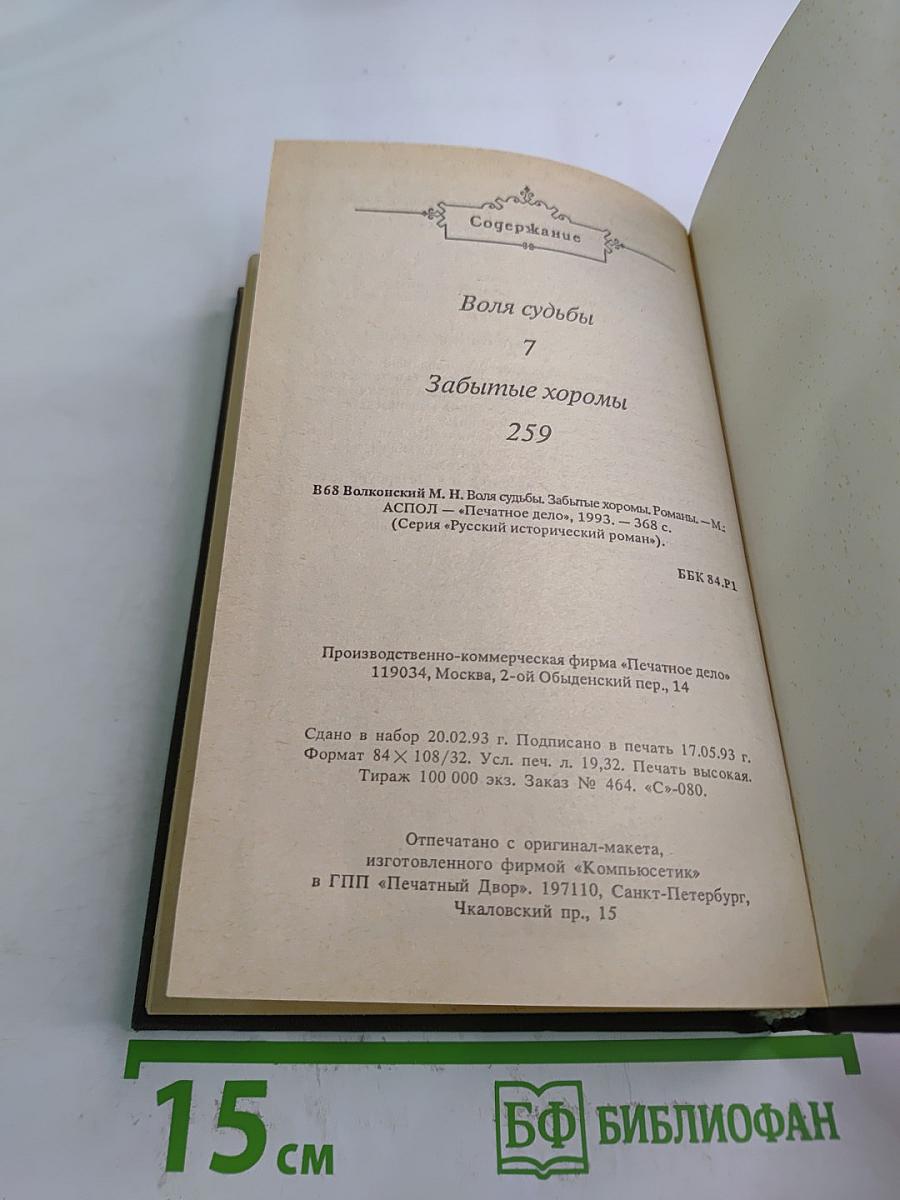 Содержание
Воля судьбы
7
Забытые хоромы
259
В68 Волконский М. Н. Воля судьбы. Забытые хоромы. Романы. — М.:
АСПОЛ — «Печатное дело», 1993. — 368 с.
(Серия «Русский исторический роман»).
ББК 84.Р1
Производственно-коммерческая фирма «Печатное дело»
119034, Москва, 2-ой Обыденский пер., 14
Сдано в набор 20.02.93 г. Подписано в печать 17.05.93 г.
Формат 84×108/32. Усл. печ. л. 19,32. Печать высокая.
Тираж 100 000 экз. Заказ № 464. «С»-080.
Отпечатано с оригинал-макета,
изготовленного фирмой «Компьюсетик»
в ГПП «Печатный Двор». 197110, Санкт-Петербург,
Чкаловский пр., 15
15 см
БФ БИБЛИОФАН